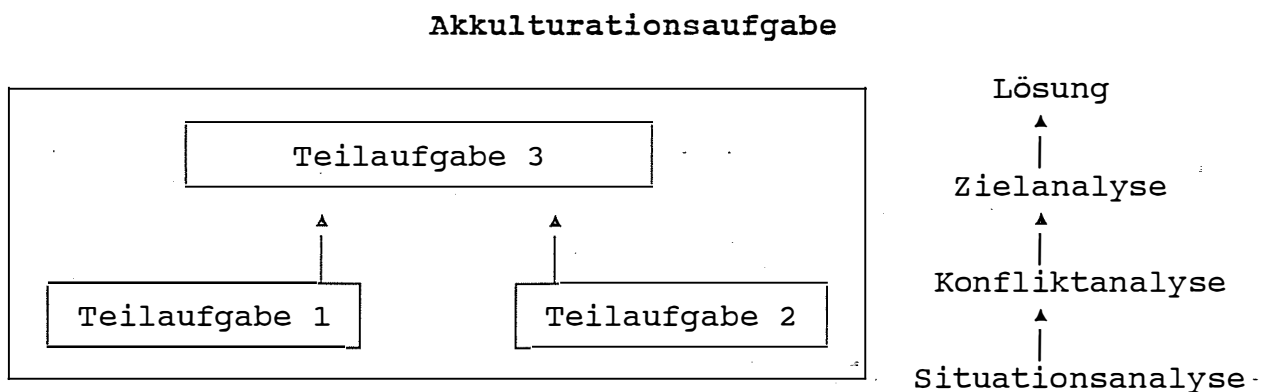 Akkulturationsaufgabe
Lösung
Teilaufgabe 3
Zielanalyse
Konfliktanalyse
Teilaufgabe 1
Teilaufgabe 2
Situationsanalyse